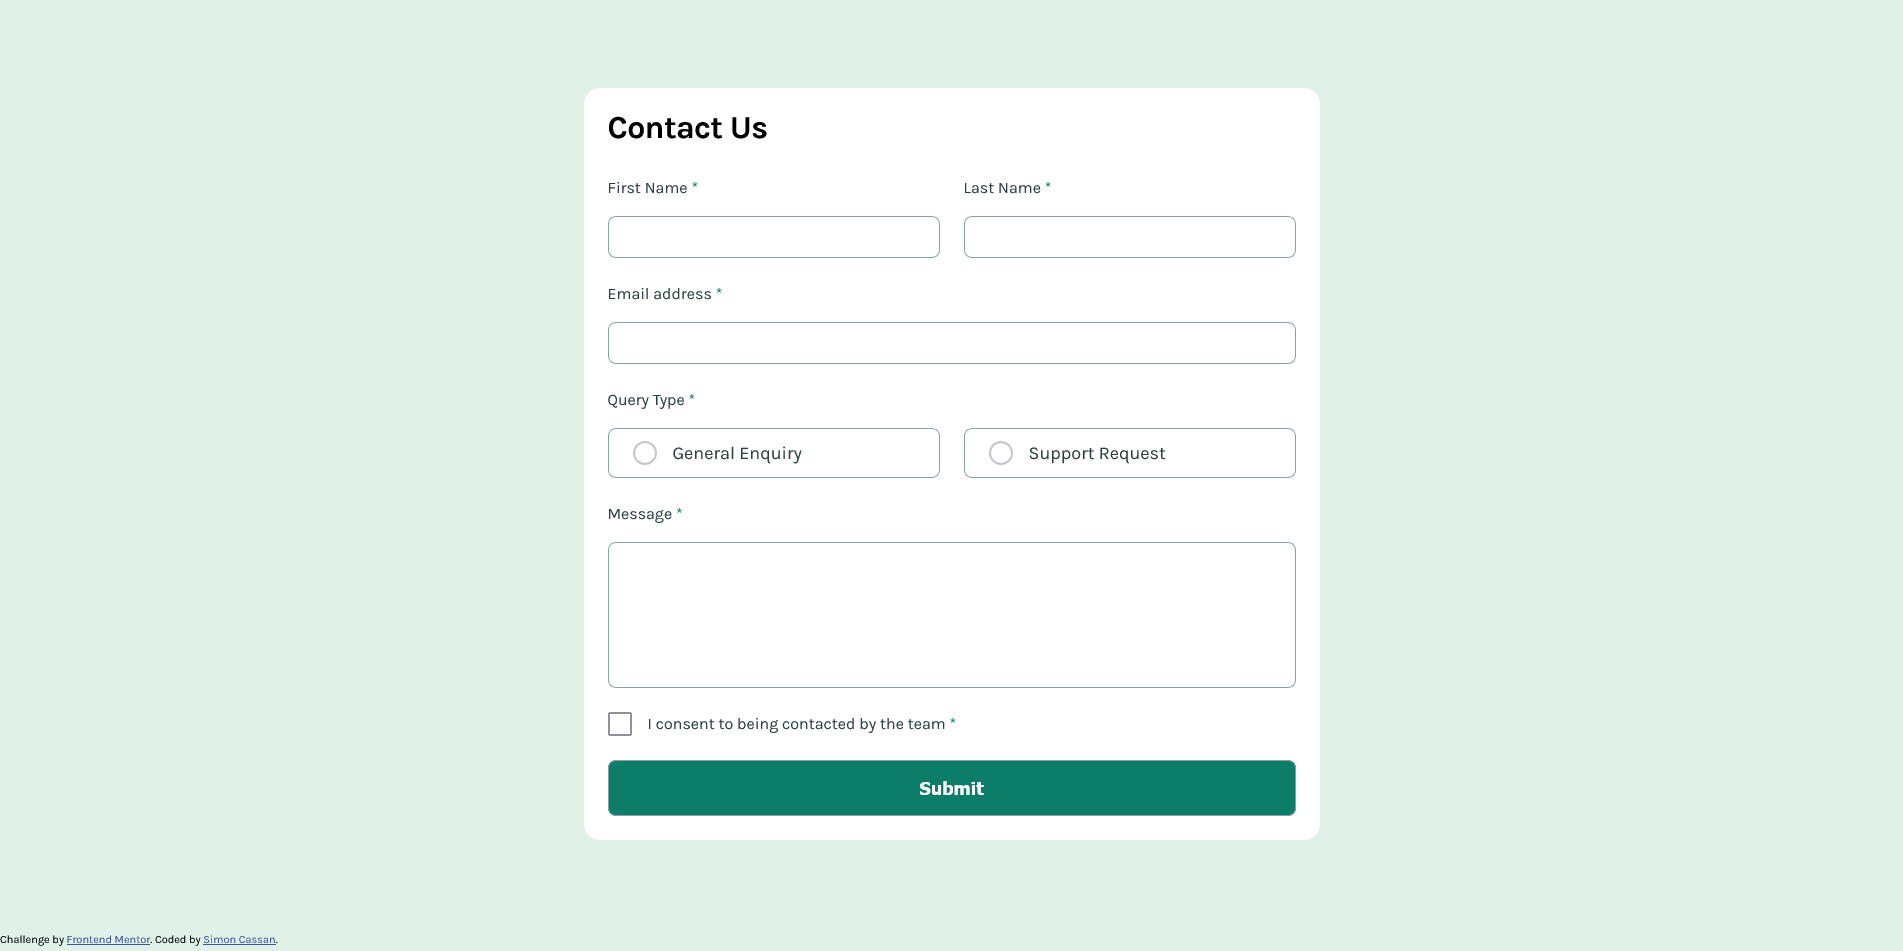 Contact Us
First Name * Last Name *
Email address *
Query Type *
General Enquiry Support Request
Message *
I consent to being contacted by the team *
Submit
Challenge by Frontend Mentor. Coded by Simon Cassan.